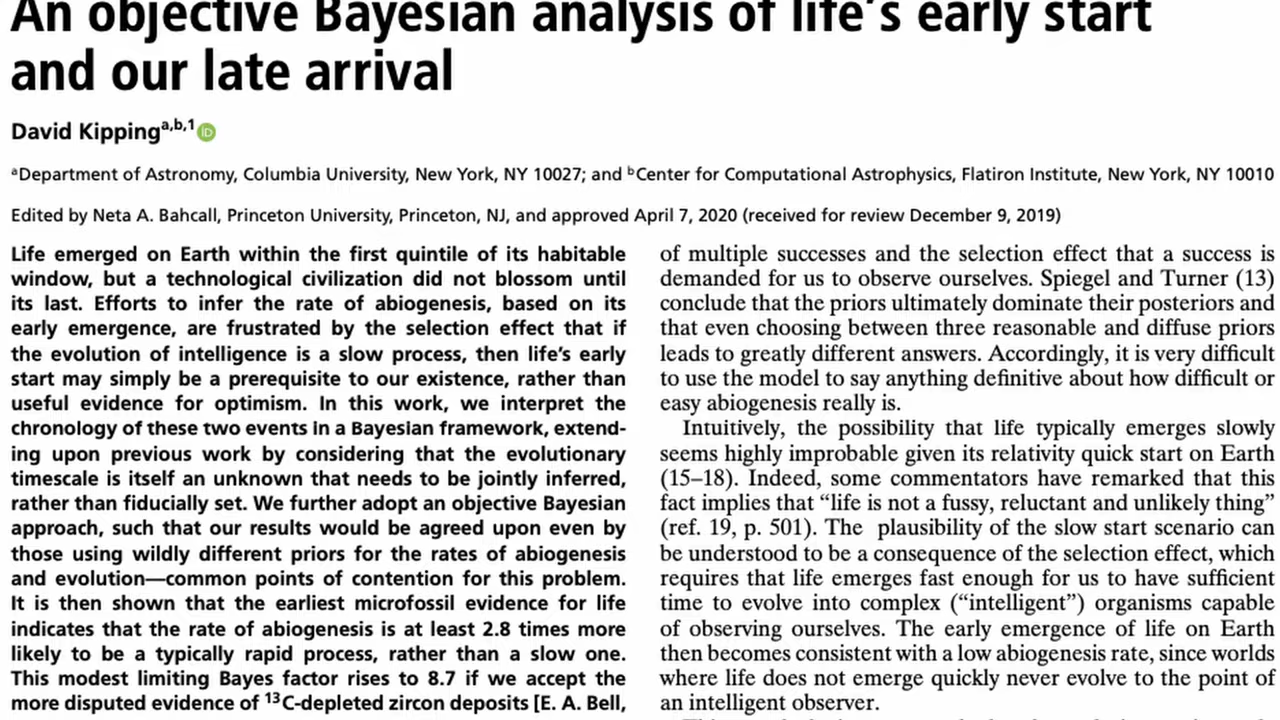 An objective Bayesian analysis of life's early start
and our late arrival
David Kippinga,b,1 iD
aDepartment of Astronomy, Columbia University, New York, NY 10027; and bCenter for Computational Astrophysics, Flatiron Institute, New York, NY 10010
Edited by Neta A. Bahcall, Princeton University, Princeton, NJ, and approved April 7, 2020 (received for review December 9, 2019)
Life emerged on Earth within the first quintile of its habitable
window, but a technological civilization did not blossom until
its last. Efforts to infer the rate of abiogenesis, based on its
early emergence, are frustrated by the selection effect that if
the evolution of intelligence is a slow process, then life's early
start may simply be a prerequisite to our existence, rather than
useful evidence for optimism. In this work, we interpret the
chronology of these two events in a Bayesian framework, extend-
ing upon previous work by considering that the evolutionary
timescale is itself an unknown that needs to be jointly inferred,
rather than fiducially set. We further adopt an objective Bayesian
approach, such that our results would be agreed upon even by
those using wildly different priors for the rates of abiogenesis
and evolution—common points of contention for this problem.
It is then shown that the earliest microfossil evidence for life
indicates that the rate of abiogenesis is at least 2.8 times more
likely to be a typically rapid process, rather than a slow one.
This modest limiting Bayes factor rises to 8.7 if we accept the
more disputed evidence of 13C-depleted zircon deposits [E. A. Bell,
of multiple successes and the selection effect that a success is
demanded for us to observe ourselves. Spiegel and Turner (13)
conclude that the priors ultimately dominate their posteriors and
that even choosing between three reasonable and diffuse priors
leads to greatly different answers. Accordingly, it is very difficult
to use the model to say anything definitive about how difficult or
easy abiogenesis really is.
Intuitively, the possibility that life typically emerges slowly
seems highly improbable given its relativity quick start on Earth
(15–18). Indeed, some commentators have remarked that this
fact implies that "life is not a fussy, reluctant and unlikely thing"
(ref. 19, p. 501). The plausibility of the slow start scenario can
be understood to be a consequence of the selection effect, which
requires that life emerges fast enough for us to have sufficient
time to evolve into complex ("intelligent") organisms capable
of observing ourselves. The early emergence of life on Earth
then becomes consistent with a low abiogenesis rate, since worlds
where life does not emerge quickly never evolve to the point of
an intelligent observer.